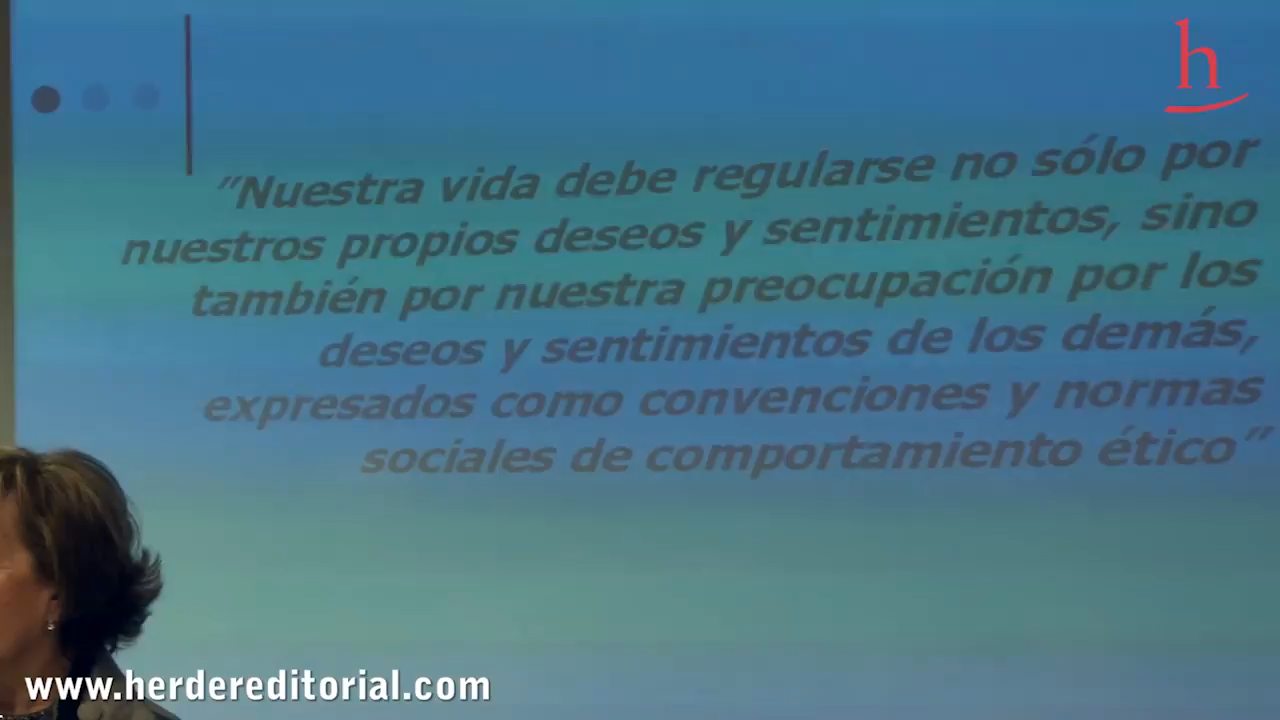 h
"Nuestra vida debe regularse no sólo por
nuestros propios deseos y sentimientos, sino
también por nuestra preocupación por los
deseos y sentimientos de los demás,
expresados como convenciones y normas
sociales de comportamiento ético"
www.herdereditorial.com